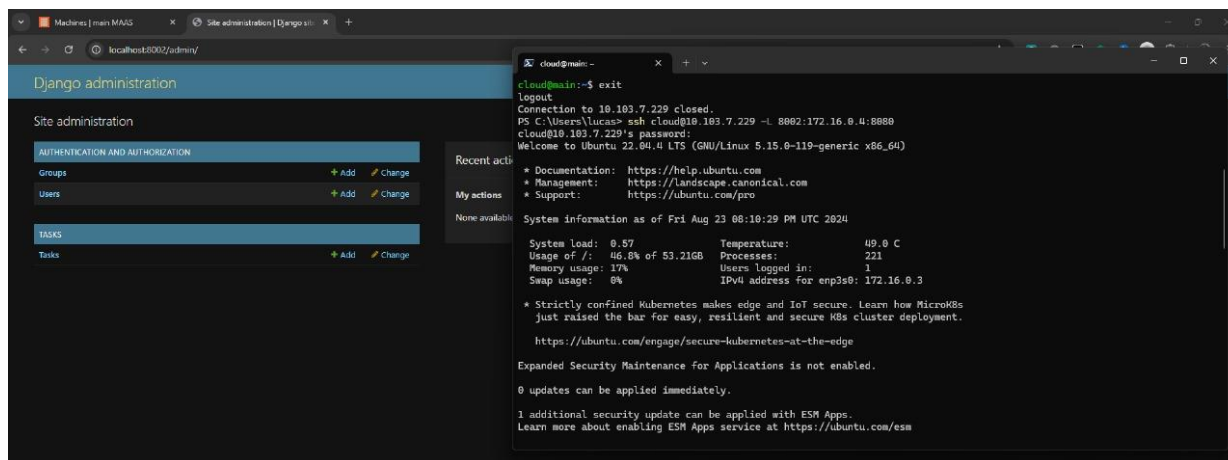 Machines | main MAAS
Site administration | Django sit
localhost:8002/admin/
Django administration
Site administration
AUTHENTICATION AND AUTHORIZATION
Groups + Add Change
Users + Add Change
TASKS
Tasks + Add Change
Recent acti
My actions
None available
cloud@main: ~
cloud@main:~$ exit
logout
Connection to 10.103.7.229 closed.
PS C:\Users\lucas> ssh cloud@10.103.7.229 -L 8002:172.16.0.4:8080
cloud@10.103.7.229's password:
Welcome to Ubuntu 22.04.4 LTS (GNU/Linux 5.15.0-119-generic x86_64)
* Documentation: https://help.ubuntu.com
* Management: https://landscape.canonical.com
* Support: https://ubuntu.com/pro
System information as of Fri Aug 23 08:10:29 PM UTC 2024
System load: 0.57 Temperature: 49.0 C
Usage of /: 46.8% of 53.21GB Processes: 221
Memory usage: 17% Users logged in: 1
Swap usage: 0% IPv4 address for enp3s0: 172.16.0.3
* Strictly confined Kubernetes makes edge and IoT secure. Learn how MicroK8s
just raised the bar for easy, resilient and secure K8s cluster deployment.
https://ubuntu.com/engage/secure-kubernetes-at-the-edge
Expanded Security Maintenance for Applications is not enabled.
0 updates can be applied immediately.
1 additional security update can be applied with ESM Apps.
Learn more about enabling ESM Apps service at https://ubuntu.com/esm